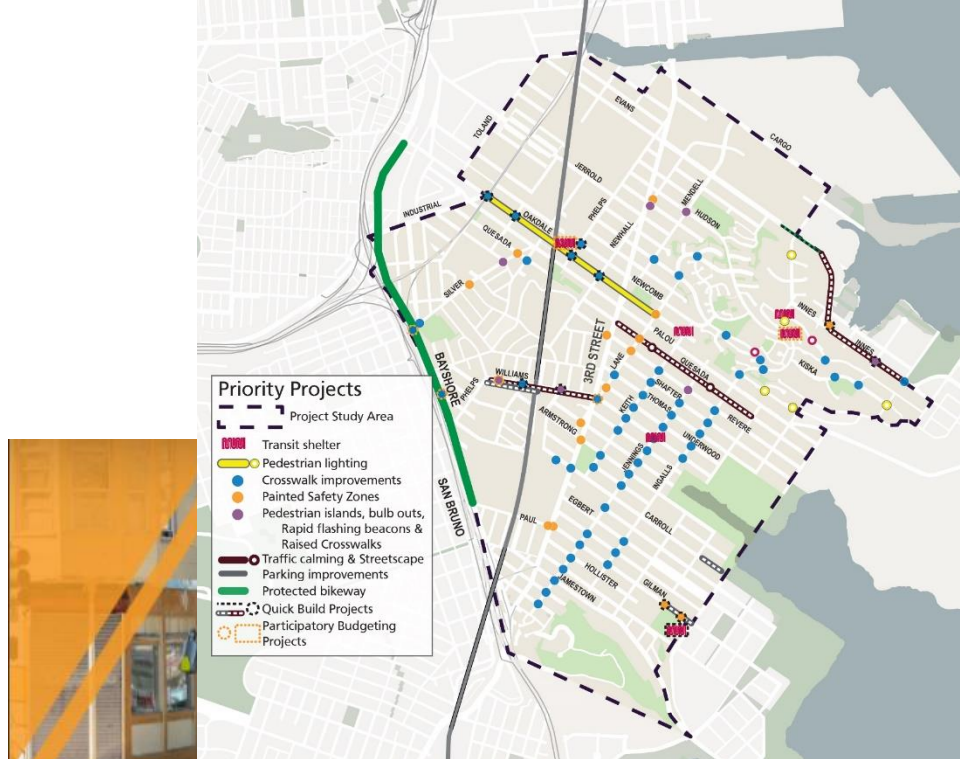 EVANS
CARGO
TOLAND
JERROLD
MENDELL
PHELPS
HUDSON
INDUSTRIAL
OAKDALE
NEWHALL
QUESADA
NEWCOMB
INNES
SILVER
INNES
PALOU
3RD STREET
KISKA
BAYSHORE
QUESADA
LANE
PHELPS
WILLIAMS
SHAFTER
KEITH
THOMAS
REVERE
ARMSTRONG
UNDERWOOD
JENNINGS
INGALLS
SAN BRUNO
EGBERT
CARROLL
PAUL
HOLLISTER
GILMAN
JAMESTOWN
Priority Projects
Project Study Area
Transit shelter
Pedestrian lighting
Crosswalk improvements
Painted Safety Zones
Pedestrian islands, bulb outs,
Rapid flashing beacons &
Raised Crosswalks
Traffic calming & Streetscape
Parking improvements
Protected bikeway
Quick Build Projects
Participatory Budgeting
Projects